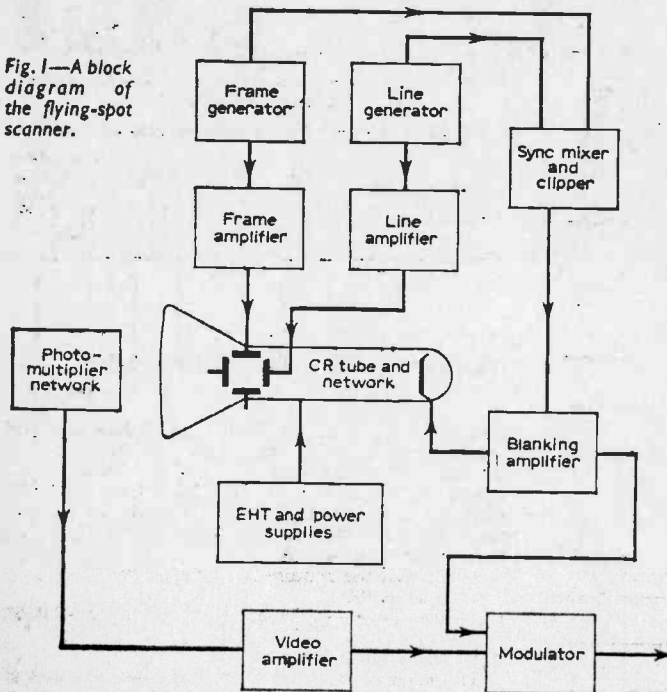 Fig. I—A block
diagram of
the flying-spot
scanner.
Frame
generator
Line
generator
Sync mixer
and
clipper
Frame
amplifier
Line
amplifier
Photo-
multiplier
network
CR tube and
network
Blanking
amplifier
EHT and power
supplies
Video
amplifier
Modulator